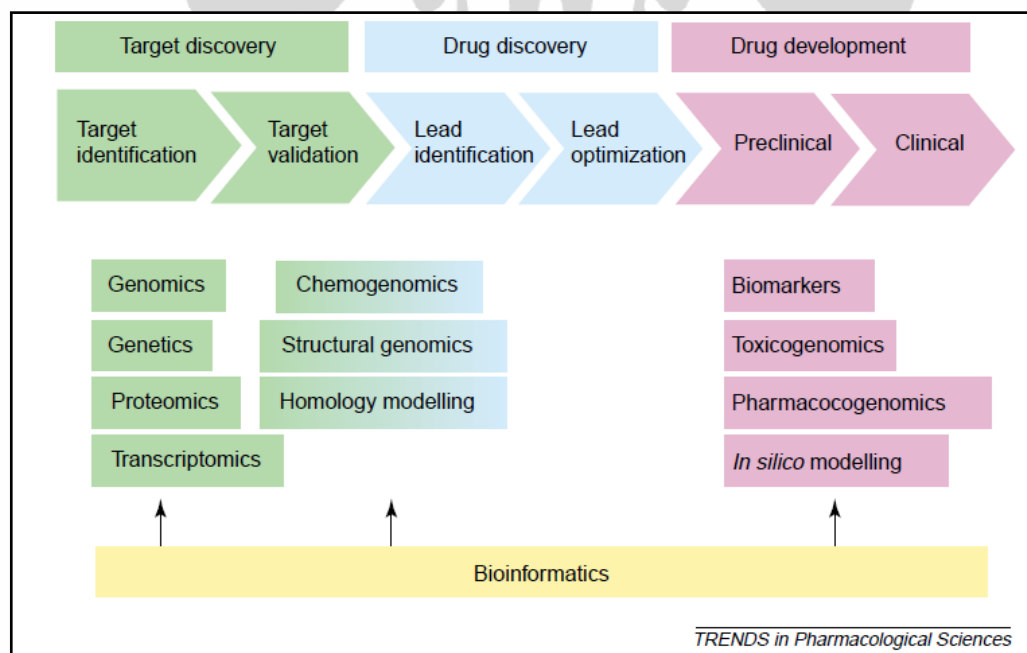 Target discovery
Drug discovery
Drug development
Target
identification
Target
validation
Lead
identification
Lead
optimization
Preclinical
Clinical
Genomics
Chemogenomics
Biomarkers
Genetics
Structural genomics
Toxicogenomics
Proteomics
Homology modelling
Pharmacocogenomics
Transcriptomics
In silico modelling
Bioinformatics
TRENDS in Pharmacological Sciences